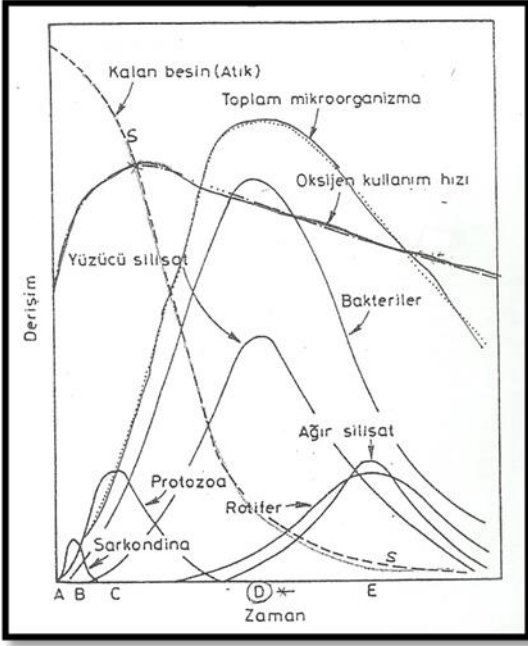 Kalan besin (Atık)
Toplam mikroorganizma
S
Oksijen kullanım hızı
Yüzücü silisat
Derişim
Bakteriler
Ağır silisat
Protozoa
Rotifer
Sarkondina
S
A B C D E
Zaman